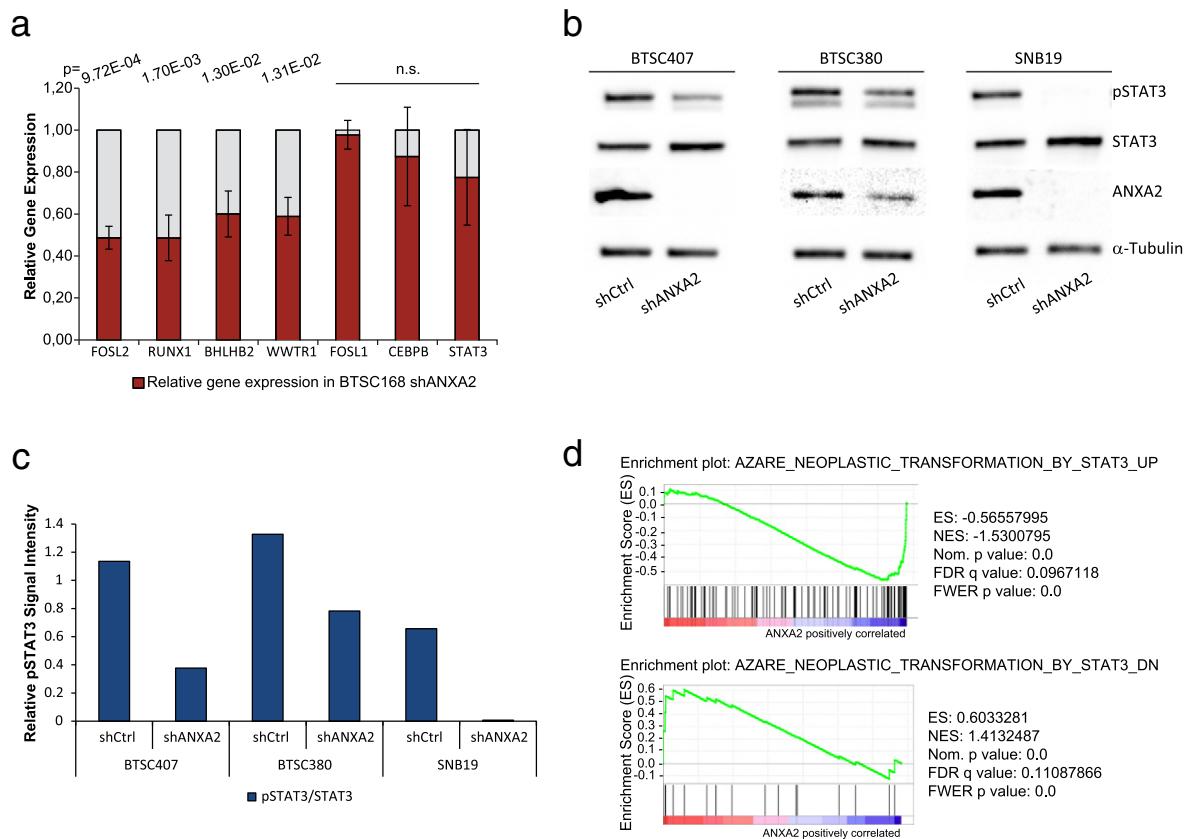 a
p= 9.72E-04 1.70E-03 1.30E-02 1.31E-02 n.s.
Relative Gene Expression
1,20
1,00
0,80
0,60
0,40
0,20
0,00
FOSL2 RUNX1 BHLHB2 WWTR1 FOSL1 CEBPB STAT3
Relative gene expression in BTSC168 shANXA2
b
BTSC407 BTSC380 SNB19
pSTAT3
STAT3
ANXA2
α-Tubulin
shCtrl shANXA2 shCtrl shANXA2 shCtrl shANXA2
c
Relative pSTAT3 Signal Intensity
1.4
1.2
1
0.8
0.6
0.4
0.2
0
shCtrl shANXA2 shCtrl shANXA2 shCtrl shANXA2
BTSC407 BTSC380 SNB19
pSTAT3/STAT3
d
Enrichment plot: AZARE_NEOPLASTIC_TRANSFORMATION_BY_STAT3_UP
Enrichment Score (ES)
0.1
0.0
-0.1
-0.2
-0.3
-0.4
-0.5
ANXA2 positively correlated
ES: -0.56557995
NES: -1.5300795
Nom. p value: 0.0
FDR q value: 0.0967118
FWER p value: 0.0
Enrichment plot: AZARE_NEOPLASTIC_TRANSFORMATION_BY_STAT3_DN
Enrichment Score (ES)
0.6
0.5
0.4
0.3
0.2
0.1
0.0
-0.1
ANXA2 positively correlated
ES: 0.6033281
NES: 1.4132487
Nom. p value: 0.0
FDR q value: 0.11087866
FWER p value: 0.0